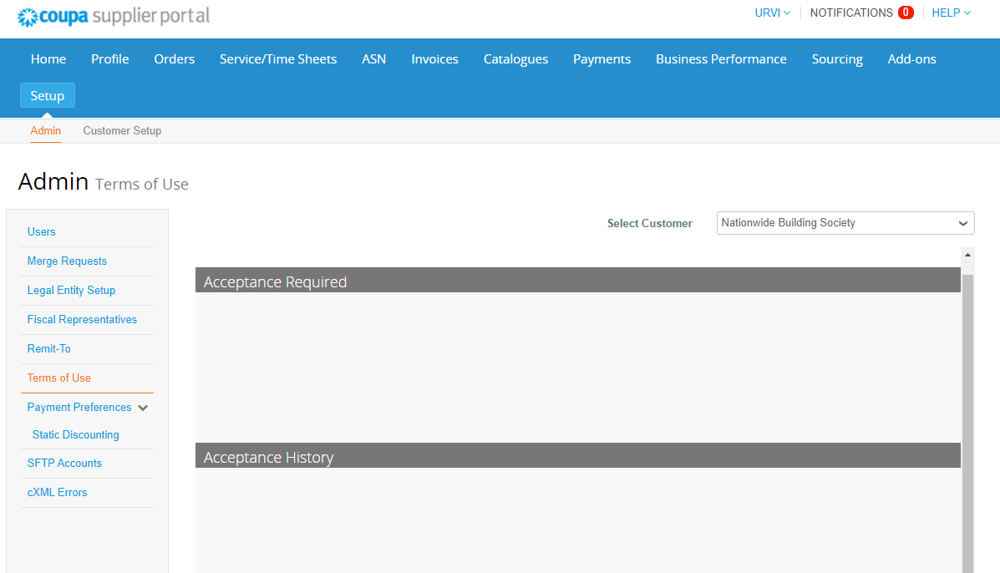 coupa supplier portal
URVI NOTIFICATIONS 0 HELP
Home Profile Orders Service/Time Sheets ASN Invoices Catalogues Payments Business Performance Sourcing Add-ons
Setup
Admin Customer Setup
Admin Terms of Use
Select Customer Nationwide Building Society
Users
Merge Requests
Legal Entity Setup
Fiscal Representatives
Remit-To
Terms of Use
Payment Preferences
Static Discounting
SFTP Accounts
cXML Errors
Acceptance Required
Acceptance History